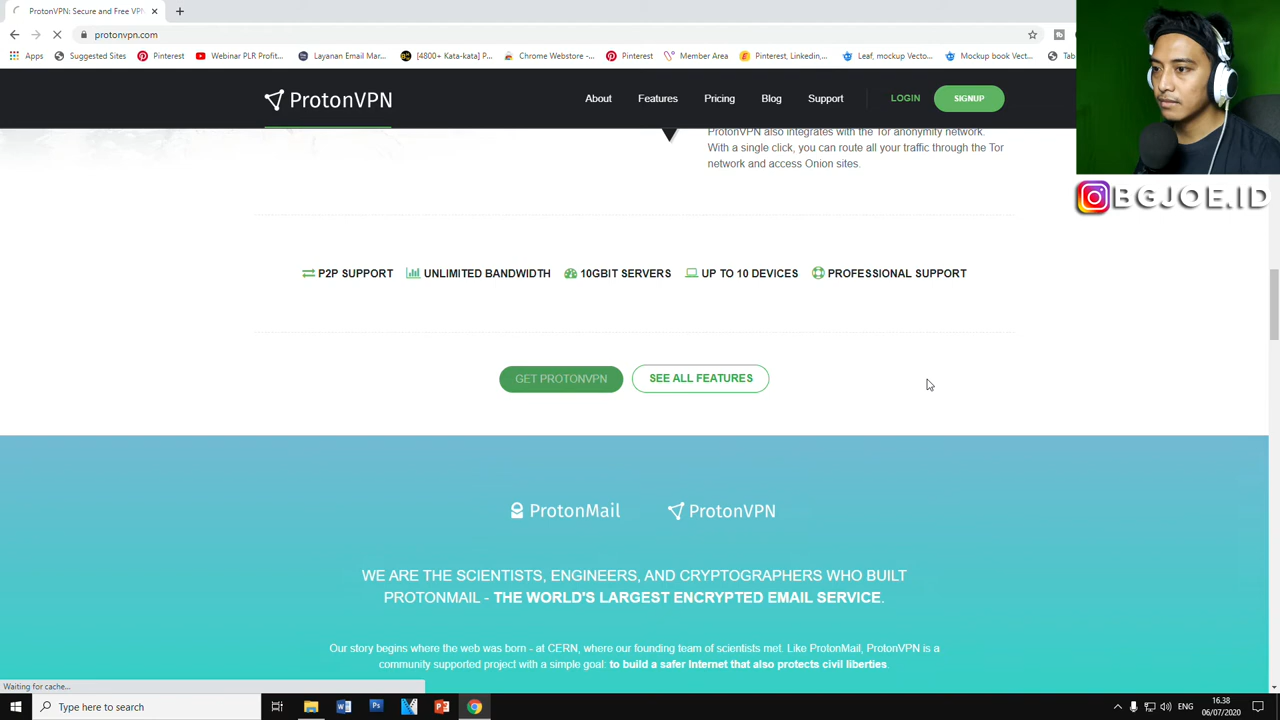 ProtonVPN: Secure and Free VPN
protonvpn.com
Apps Suggested Sites Pinterest Webinar PLR Profit... Layanan Email Mar... [4800+ Kata-kata] P... Chrome Webstore -... Pinterest Member Area Pinterest, Linkedin,... Leaf, mockup Vecto... Mockup book Vect... Tab
ProtonVPN About Features Pricing Blog Support LOGIN SIGNUP
ProtonVPN also integrates with the Tor anonymity network.
With a single click, you can route all your traffic through the Tor
network and access Onion sites.
BGJOE.ID
P2P SUPPORT UNLIMITED BANDWIDTH 10GBIT SERVERS UP TO 10 DEVICES PROFESSIONAL SUPPORT
GET PROTONVPN SEE ALL FEATURES
ProtonMail ProtonVPN
WE ARE THE SCIENTISTS, ENGINEERS, AND CRYPTOGRAPHERS WHO BUILT
PROTONMAIL - THE WORLD'S LARGEST ENCRYPTED EMAIL SERVICE.
Our story begins where the web was born - at CERN, where our founding team of scientists met. Like ProtonMail, ProtonVPN is a
community supported project with a simple goal: to build a safer Internet that also protects civil liberties.
Waiting for cache...
Type here to search
ENG
16.38
06/07/2020